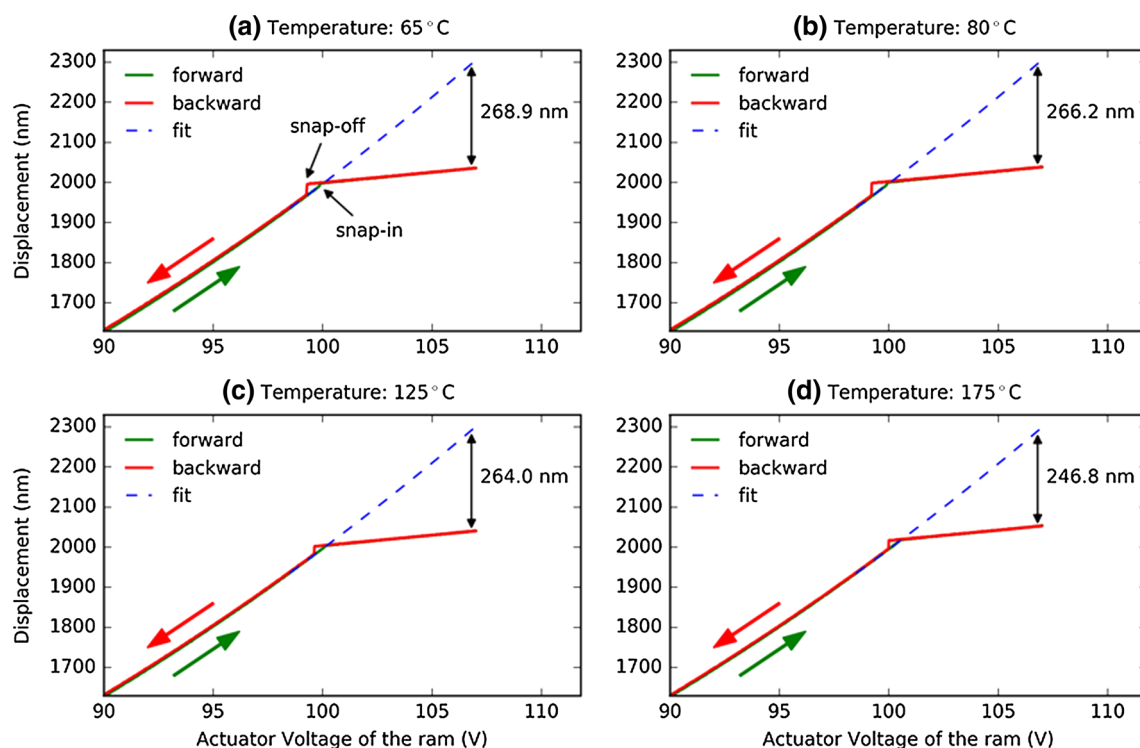 (a) Temperature: 65°C
2300
2200
2100
2000
1900
1800
1700
Displacement (nm)
forward
backward
fit
snap-off
snap-in
268.9 nm
90 95 100 105 110
(b) Temperature: 80°C
2300
2200
2100
2000
1900
1800
1700
forward
backward
fit
266.2 nm
90 95 100 105 110
(c) Temperature: 125°C
2300
2200
2100
2000
1900
1800
1700
Displacement (nm)
forward
backward
fit
264.0 nm
90 95 100 105 110
Actuator Voltage of the ram (V)
(d) Temperature: 175°C
2300
2200
2100
2000
1900
1800
1700
forward
backward
fit
246.8 nm
90 95 100 105 110
Actuator Voltage of the ram (V)